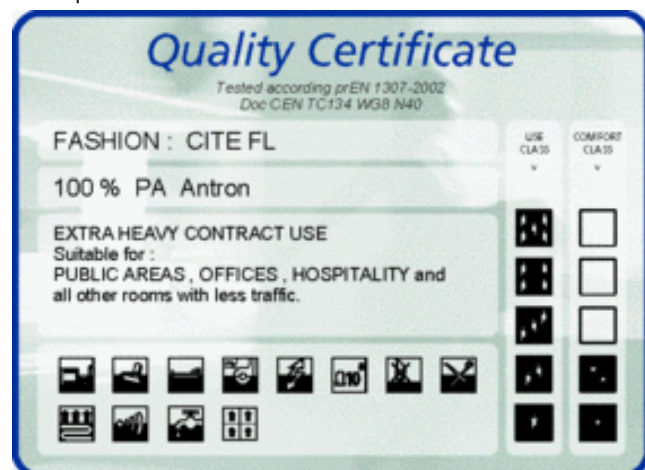 Quality Certificate
Tested according prEN 1307-2002
Doc CEN TC134 WG8 N40
FASHION : CITE FL
USE
CLASS
COMFORT
CLASS
100 % PA Antron
EXTRA HEAVY CONTRACT USE
Suitable for :
PUBLIC AREAS , OFFICES , HOSPITALITY and
all other rooms with less traffic.
Ω10